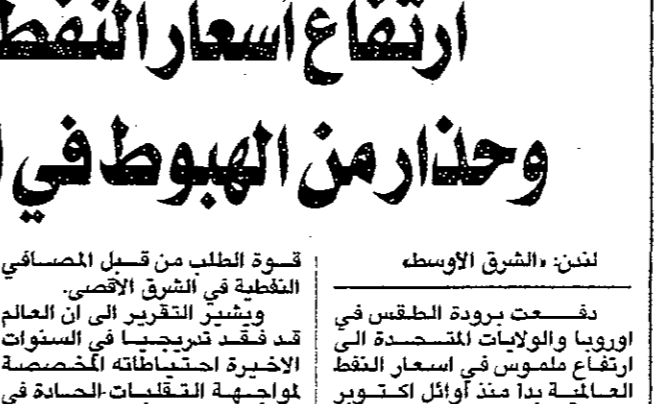 ارتفاع أسعار النفط
وحذار من الهبوط في
لندن: «الشرق الأوسط»
دفعت برودة الطقس في
اوروبا والولايات المتحدة الى
ارتفاع ملموس في اسعار النفط
العالمية بدأ منذ أوائل اكتوبر
قوة الطلب من قبل المصافي
النفطية في الشرق الأقصى.
ويشير التقرير الى ان العالم
قد فقد تدريجيا في السنوات
الاخيرة احتياطاته المخصصة
لمواجهة التقلبات الحادة في